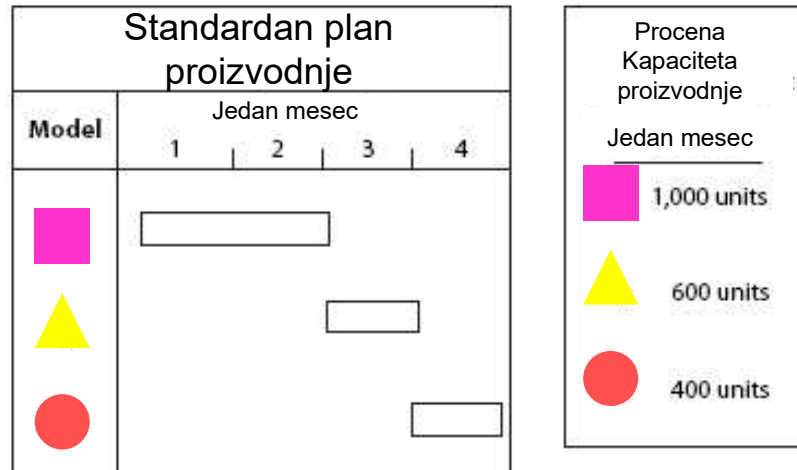 Standardan plan
proizvodnje
Model
Jedan mesec
1 2 3 4
Procena
Kapaciteta
proizvodnje
Jedan mesec
1,000 units
600 units
400 units